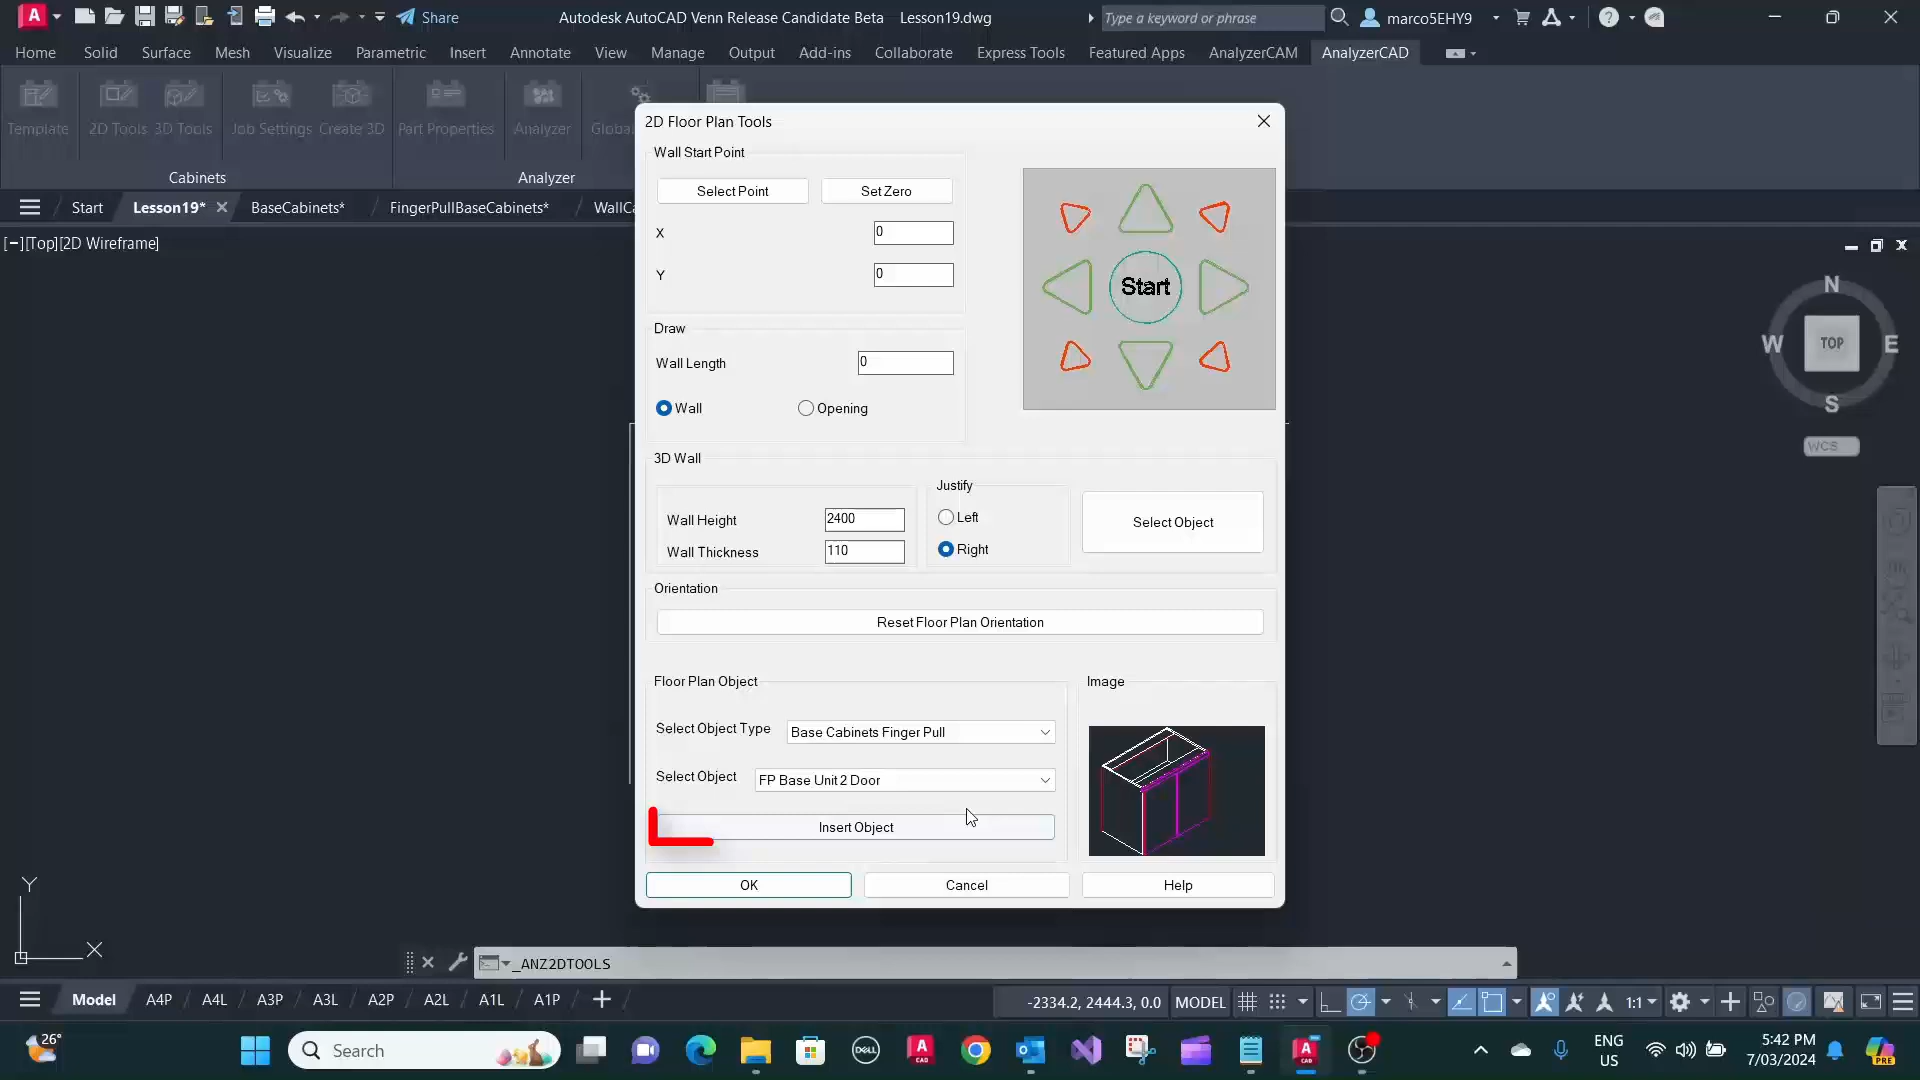 Share
Autodesk AutoCAD Venn Release Candidate Beta Lesson19.dwg
Type a keyword or phrase
marco5EHY9
Home Solid Surface Mesh Visualize Parametric Insert Annotate View Manage Output Add-ins Collaborate Express Tools Featured Apps AnalyzerCAM AnalyzerCAD
Template 2D Tools 3D Tools Job Settings Create 3D Part Properties Analyzer
Cabinets Analyzer
Start Lesson19* BaseCabinets* FingerPullBaseCabinets*
[−][Top][2D Wireframe]
2D Floor Plan Tools
Wall Start Point
Select Point Set Zero
X 0
Y 0
Start
Draw
Wall Length 0
Wall Opening
3D Wall
Justify
Wall Height 2400
Left
Select Object
Wall Thickness 110
Right
Orientation
Reset Floor Plan Orientation
Floor Plan Object
Image
Select Object Type Base Cabinets Finger Pull
Select Object FP Base Unit 2 Door
Insert Object
OK Cancel Help
N
W TOP E
S
WCS
Y
X
_ANZ2DTOOLS
Model A4P A4L A3P A3L A2P A2L A1L A1P
-2334.2, 2444.3, 0.0 MODEL 1:1
26°
Search
DELL
CAD
CAD
ENG
US
5:42 PM
7/03/2024
PRE